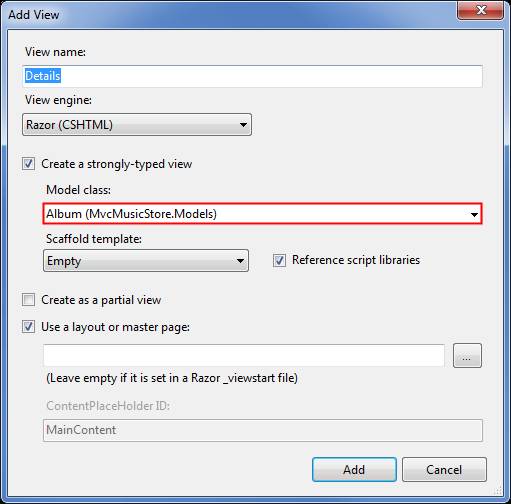 Add View
View name:
Details
View engine:
Razor (CSHTML)
Create a strongly-typed view
Model class:
Album (MvcMusicStore.Models)
Scaffold template:
Empty
Reference script libraries
Create as a partial view
Use a layout or master page:
...
(Leave empty if it is set in a Razor _viewstart file)
ContentPlaceHolder ID:
MainContent
Add
Cancel